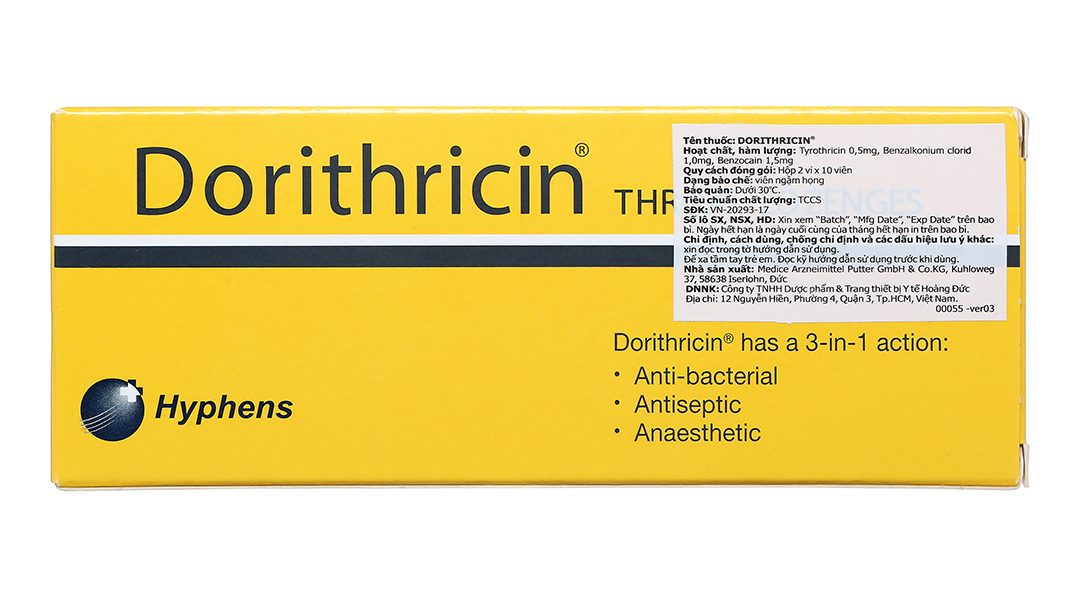 Dorithricin®
THR ZENGES
Tên thuốc: DORITHRICIN®
Hoạt chất, hàm lượng: Tyrothricin 0,5mg, Benzalkonium clorid
1,0mg, Benzocain 1,5mg
Quy cách đóng gói: Hộp 2 vỉ x 10 viên
Dạng bào chế: viên ngậm họng
Bảo quản: Dưới 30°C.
Tiêu chuẩn chất lượng: TCCS
SĐK: VN-20293-17
Số lô SX, NSX, HD: Xin xem “Batch”, “Mfg Date”, “Exp Date” trên bao
bì. Ngày hết hạn là ngày cuối cùng của tháng hết hạn in trên bao bì.
Chỉ định, cách dùng, chống chỉ định và các dấu hiệu lưu ý khác:
xin đọc trong tờ hướng dẫn sử dụng.
Để xa tầm tay trẻ em. Đọc kỹ hướng dẫn sử dụng trước khi dùng.
Nhà sản xuất: Medice Arzneimittel Putter GmbH & Co.KG, Kuhloweg
37, 58638 Iserlohn, Đức
DNNK: Công ty TNHH Dược phẩm & Trang thiết bị Y tế Hoàng Đức
Địa chỉ: 12 Nguyễn Hiền, Phường 4, Quận 3, Tp.HCM, Việt Nam.
00055 -ver03
Dorithricin® has a 3-in-1 action:
• Anti-bacterial
• Antiseptic
• Anaesthetic
Hyphens